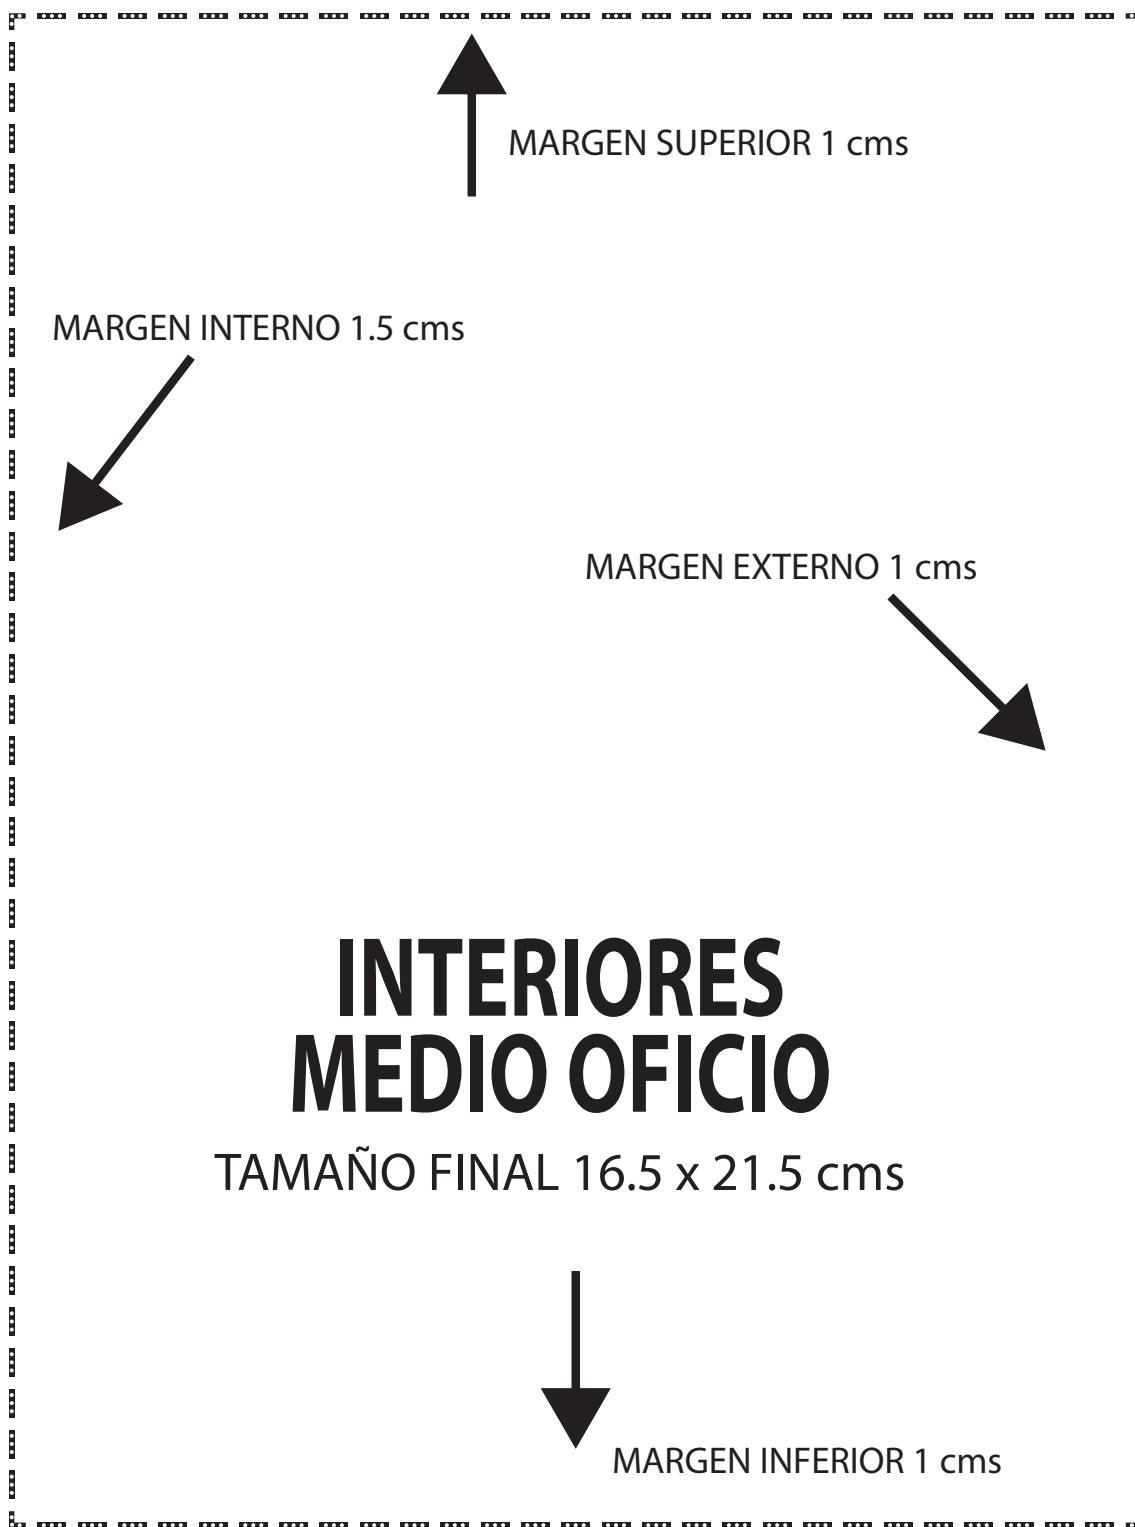 MARGEN SUPERIOR 1 cms
MARGEN INTERNO 1.5 cms
MARGEN EXTERNO 1 cms
INTERIORES
MEDIO OFICIO
TAMAÑO FINAL 16.5 x 21.5 cms
MARGEN INFERIOR 1 cms